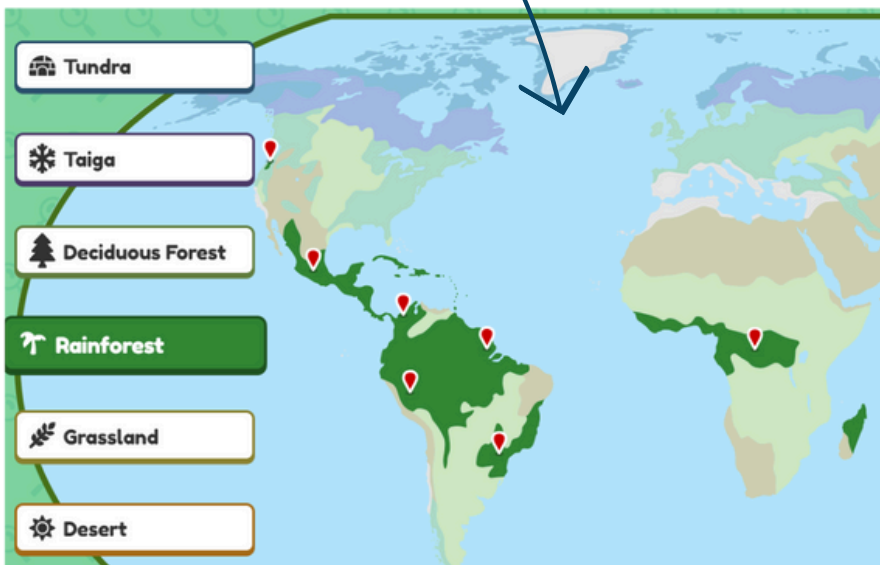 Tundra
Taiga
Deciduous Forest
Rainforest
Grassland
Desert